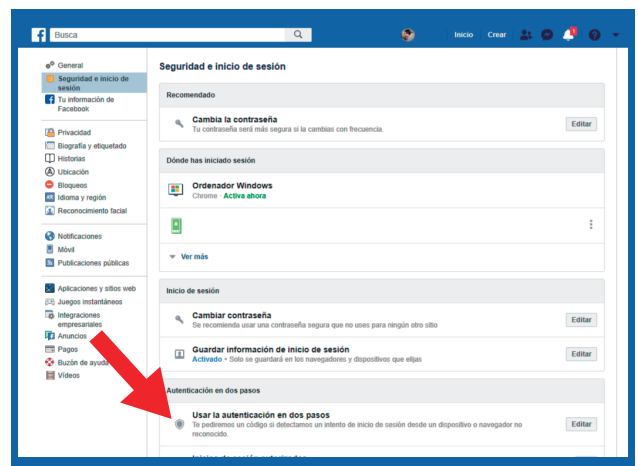 f Busca
Inicio Crear
General
Seguridad e inicio de
sesión
Tu información de
Facebook
Privacidad
Biografía y etiquetado
Historias
Ubicación
Bloqueos
Idioma y región
Reconocimiento facial
Notificaciones
Móvil
Publicaciones públicas
Aplicaciones y sitios web
Juegos instantáneos
Integraciones
empresariales
Anuncios
Pagos
Buzón de ayuda
Vídeos
Seguridad e inicio de sesión
Recomendado
Cambia la contraseña
Tu contraseña será más segura si la cambias con frecuencia.
Editar
Dónde has iniciado sesión
Ordenador Windows
Chrome · Activa ahora
Ver más
Inicio de sesión
Cambiar contraseña
Se recomienda usar una contraseña segura que no uses para ningún otro sitio
Editar
Guardar información de inicio de sesión
Activado • Solo se guardará en los navegadores y dispositivos que elijas
Editar
Autenticación en dos pasos
Usar la autenticación en dos pasos
Te pediremos un código si detectamos un intento de inicio de sesión desde un dispositivo o navegador no
reconocido.
Editar